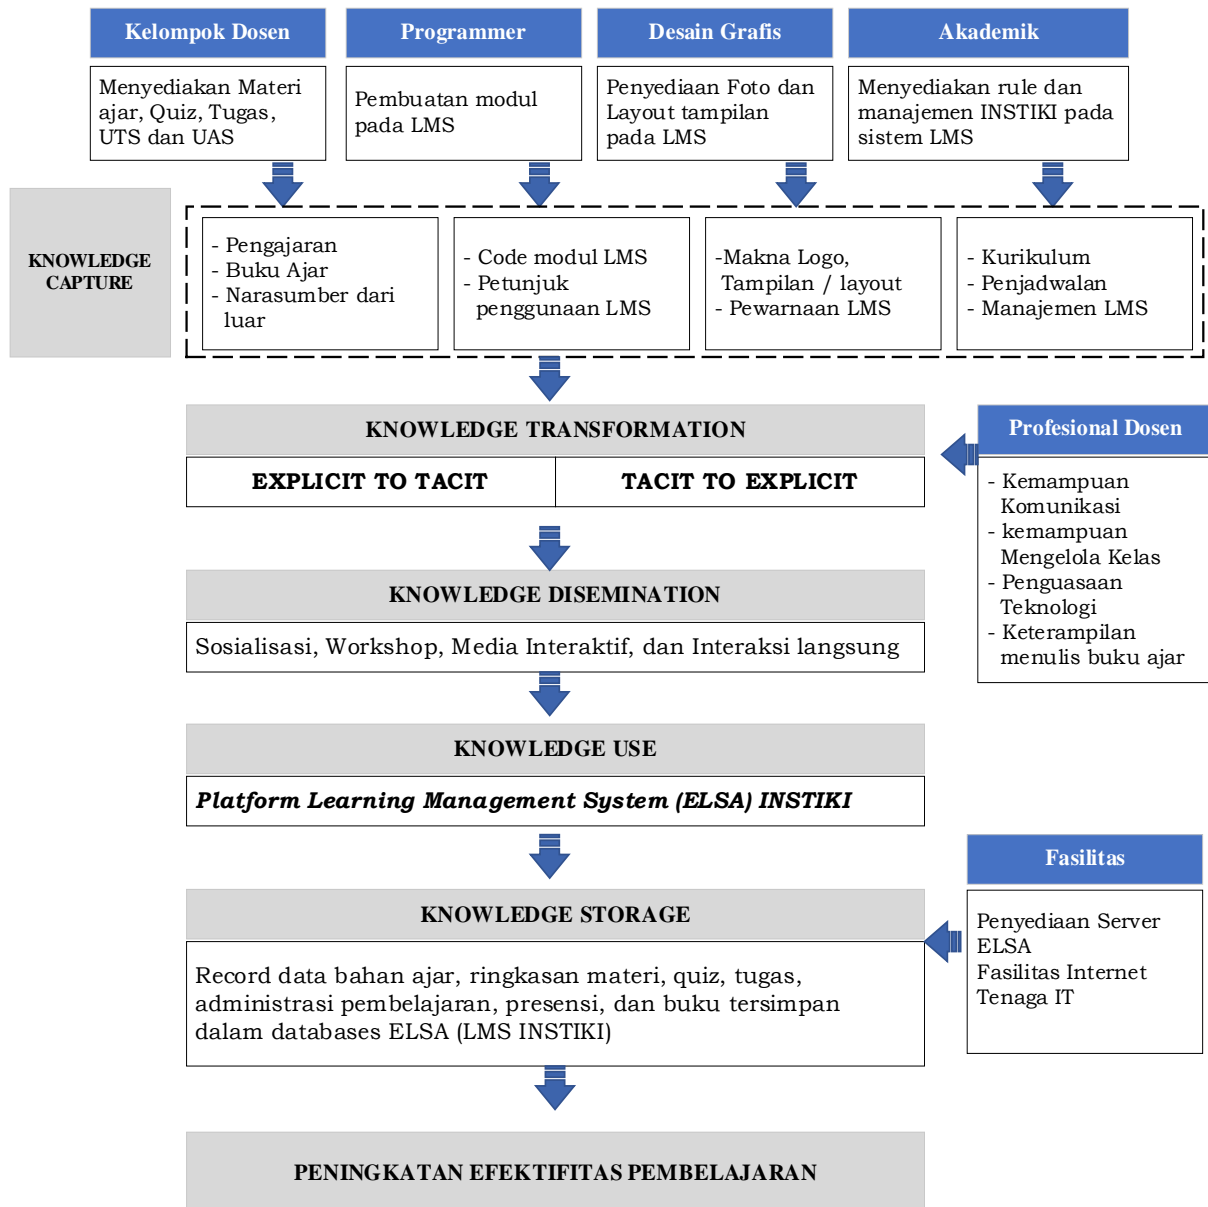 Kelompok Dosen
Menyediakan Materi
ajar, Quiz, Tugas,
UTS dan UAS
Programmer
Pembuatan modul
pada LMS
Desain Grafis
Penyediaan Foto dan
Layout tampilan
pada LMS
Akademik
Menyediakan rule dan
manajemen INSTIKI pada
sistem LMS
KNOWLEDGE
CAPTURE
- Pengajaran
- Buku Ajar
- Narasumber dari
luar
- Code modul LMS
- Petunjuk
penggunaan LMS
-Makna Logo,
Tampilan / layout
- Pewarnaan LMS
- Kurikulum
- Penjadwalan
- Manajemen LMS
KNOWLEDGE TRANSFORMATION
EXPLICIT TO TACIT
TACIT TO EXPLICIT
Profesional Dosen
- Kemampuan
Komunikasi
- kemampuan
Mengelola Kelas
- Penguasaan
Teknologi
- Keterampilan
menulis buku ajar
KNOWLEDGE DISEMINATION
Sosialisasi, Workshop, Media Interaktif, dan Interaksi langsung
KNOWLEDGE USE
Platform Learning Management System (ELSA) INSTIKI
KNOWLEDGE STORAGE
Record data bahan ajar, ringkasan materi, quiz, tugas,
administrasi pembelajaran, presensi, dan buku tersimpan
dalam databases ELSA (LMS INSTIKI)
Fasilitas
Penyediaan Server
ELSA
Fasilitas Internet
Tenaga IT
PENINGKATAN EFEKTIFITAS PEMBELAJARAN